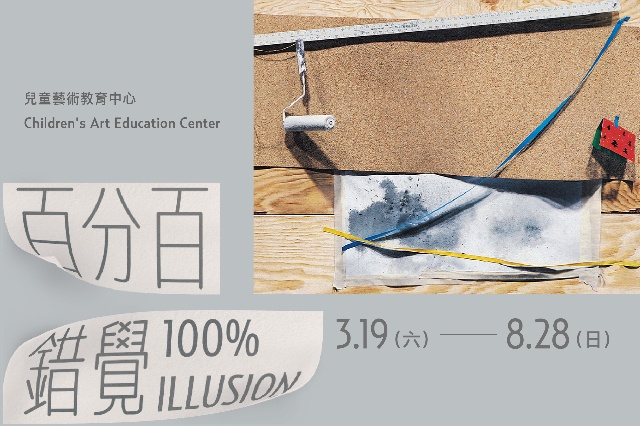 兒童藝術教育中心
Children's Art Education Center
百分百
錯覺 100%
ILLUSION
3.19 (六) — 8.28 (日)